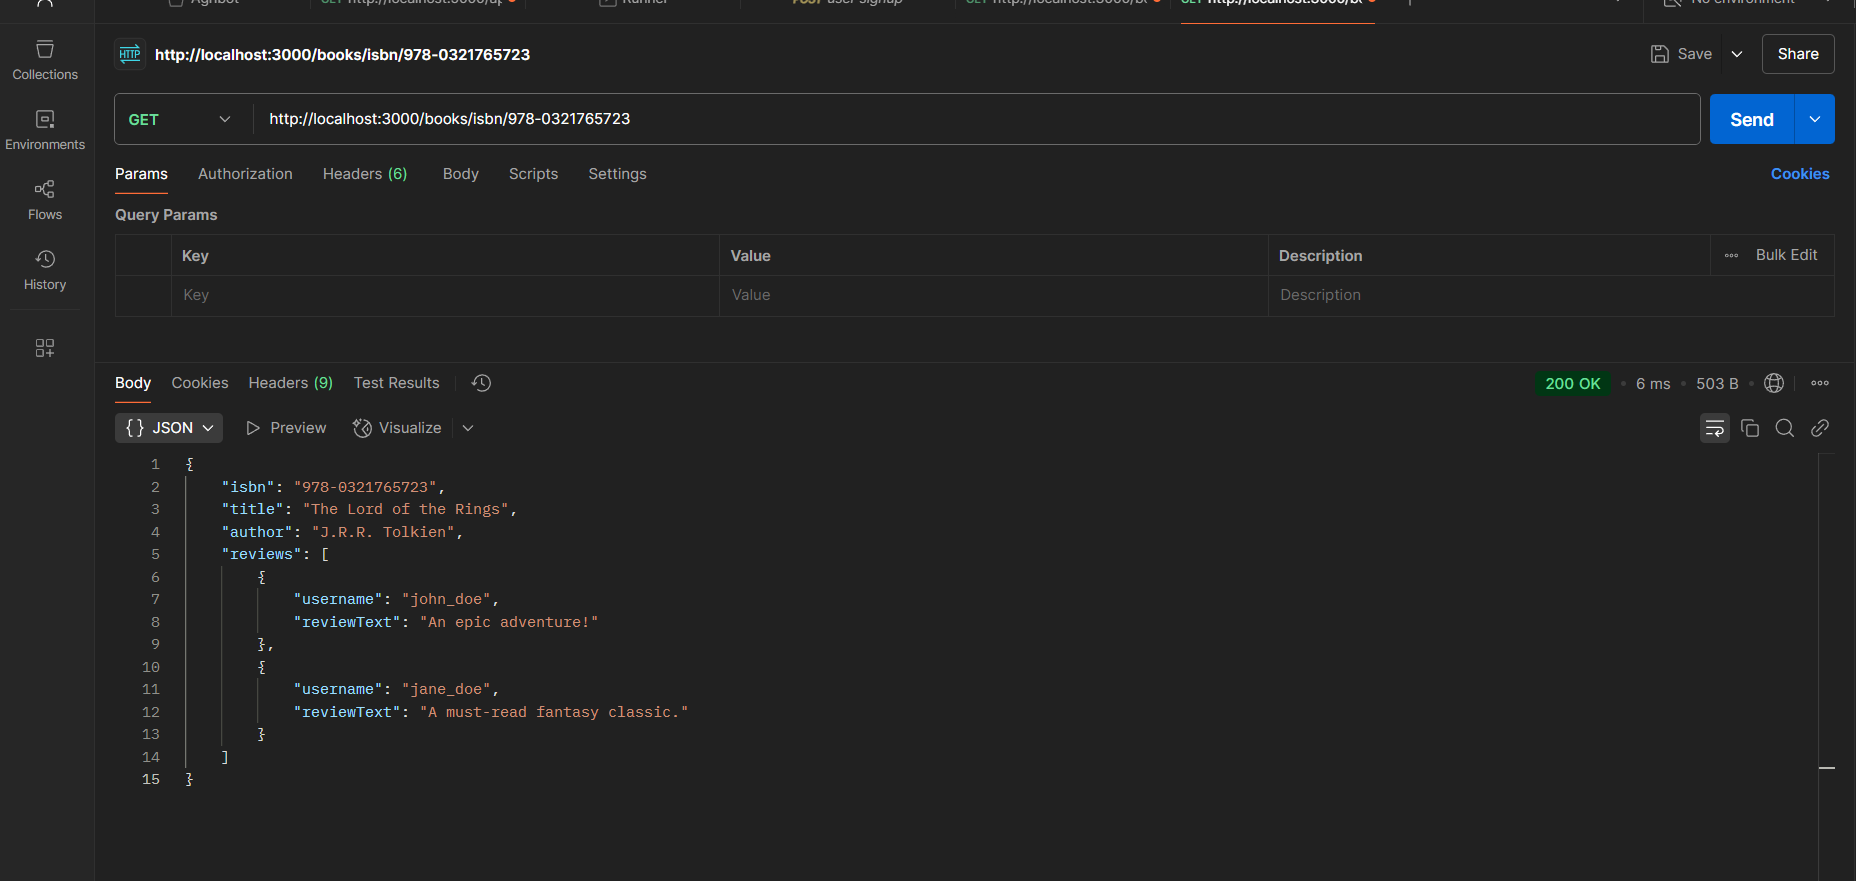 http://localhost:3000/books/isbn/978-0321765723
Save
Share
Collections
Environments
Flows
History
GET
http://localhost:3000/books/isbn/978-0321765723
Send
Params Authorization Headers (6) Body Scripts Settings Cookies
Query Params
Key Value Description Bulk Edit
Key Value Description
Body Cookies Headers (9) Test Results 200 OK 6 ms 503 B
{} JSON Preview Visualize
1 {
2 "isbn": "978-0321765723",
3 "title": "The Lord of the Rings",
4 "author": "J.R.R. Tolkien",
5 "reviews": [
6 {
7 "username": "john_doe",
8 "reviewText": "An epic adventure!"
9 },
10 {
11 "username": "jane_doe",
12 "reviewText": "A must-read fantasy classic."
13 }
14 ]
15 }